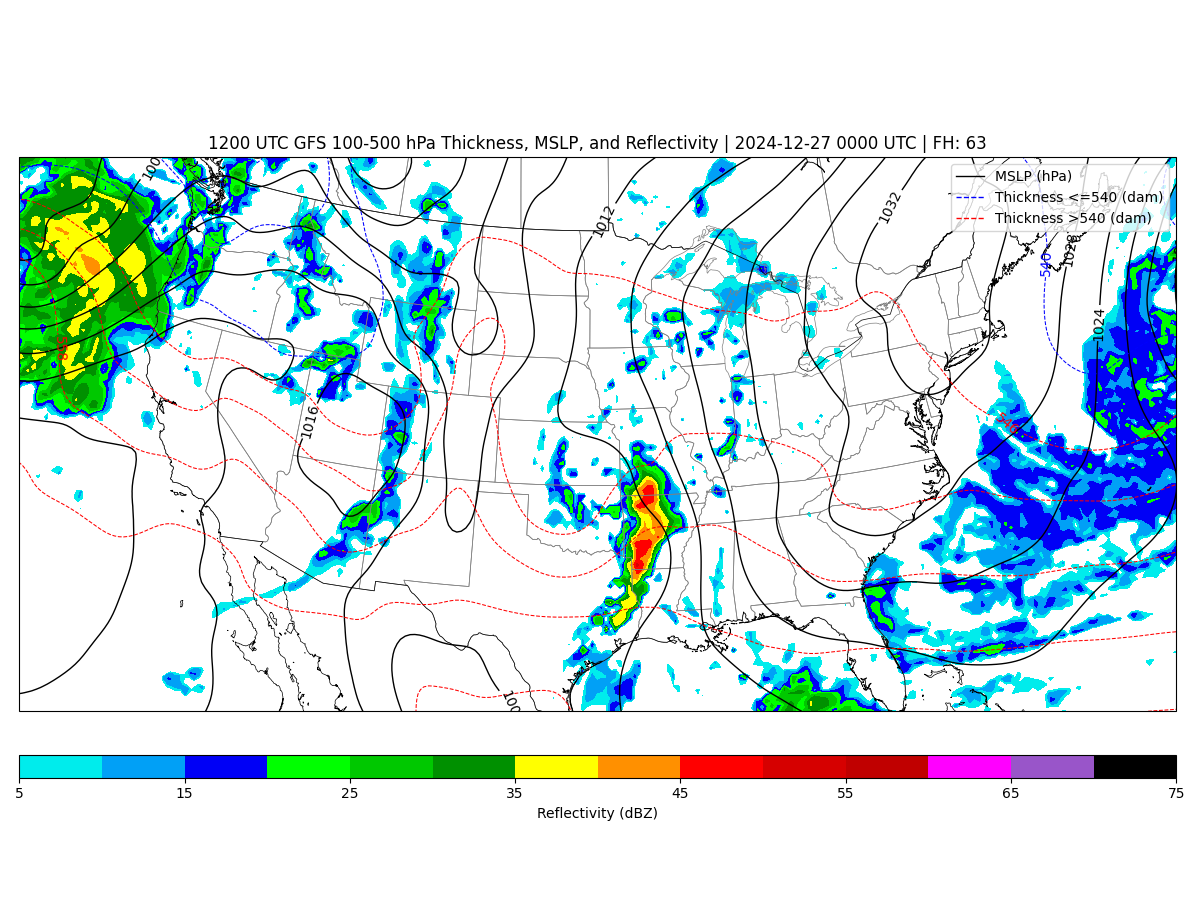 1200 UTC GFS 100-500 hPa Thickness, MSLP, and Reflectivity | 2024-12-27 0000 UTC | FH: 63
MSLP (hPa)
Thickness <=540 (dam)
Thickness >540 (dam)
1012
1032
1028
540
1024
1016
5 15 25 35 45 55 65 75
Reflectivity (dBZ)